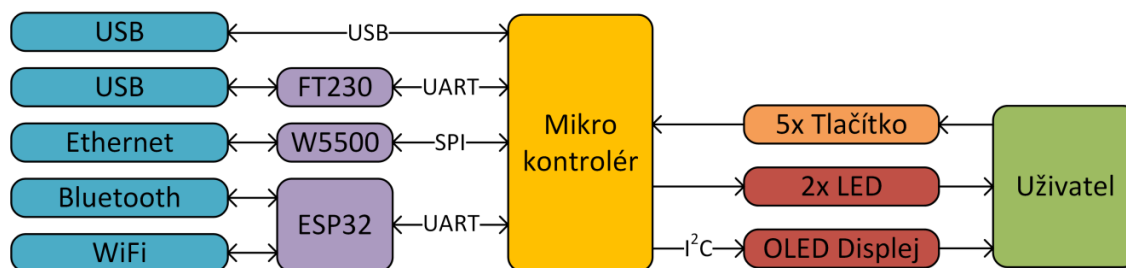 USB
USB
USB
FT230
UART
Ethernet
W5500
SPI
Bluetooth
WiFi
ESP32
UART
Mikro
kontrolér
5x Tlačítko
2x LED
I²C
OLED Displej
Uživatel